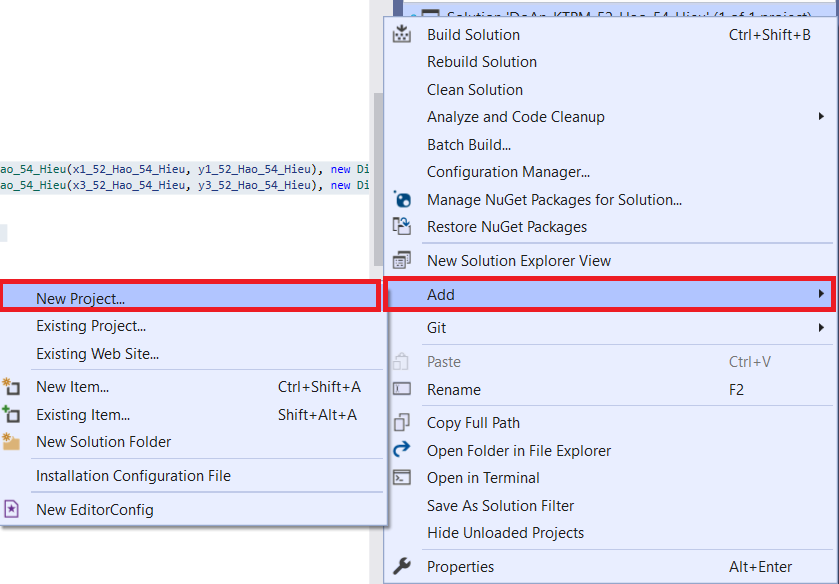 Solution 'DoAn_KTPM_52_Hao_54_Hieu' (1 of 1 project)
Build Solution Ctrl+Shift+B
Rebuild Solution
Clean Solution
Analyze and Code Cleanup
Batch Build...
Configuration Manager...
Manage NuGet Packages for Solution...
Restore NuGet Packages
New Solution Explorer View
Add
Git
Paste Ctrl+V
Rename F2
Copy Full Path
Open Folder in File Explorer
Open in Terminal
Save As Solution Filter
Hide Unloaded Projects
Properties Alt+Enter
ao_54_Hieu(x1_52_Hao_54_Hieu, y1_52_Hao_54_Hieu), new Di
ao_54_Hieu(x3_52_Hao_54_Hieu, y3_52_Hao_54_Hieu), new Di
New Project...
Existing Project...
Existing Web Site...
New Item... Ctrl+Shift+A
Existing Item... Shift+Alt+A
New Solution Folder
Installation Configuration File
New EditorConfig